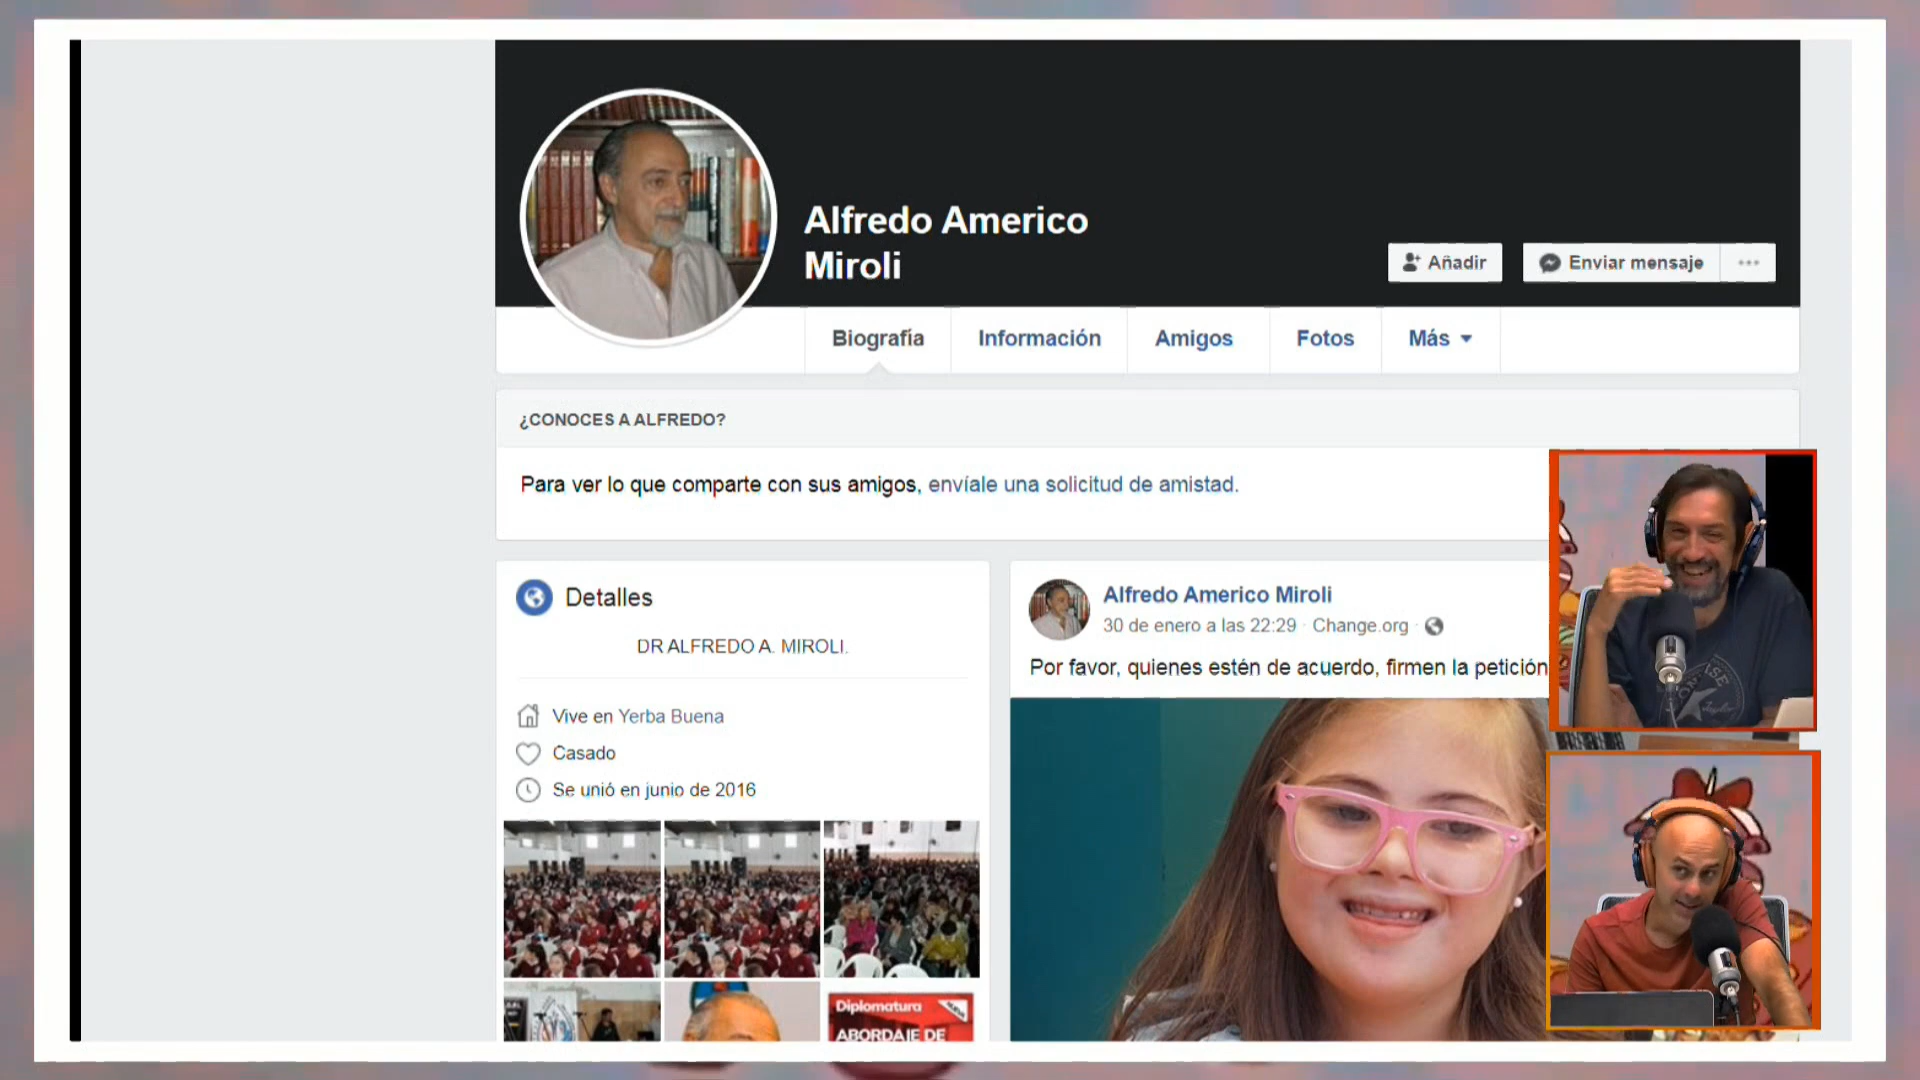 Alfredo Americo
Miroli
Añadir
Enviar mensaje
Biografía
Información
Amigos
Fotos
Más
¿CONOCES A ALFREDO?
Para ver lo que comparte con sus amigos, envíale una solicitud de amistad.
Detalles
DR ALFREDO A. MIROLI.
Vive en Yerba Buena
Casado
Se unió en junio de 2016
Alfredo Americo Miroli
30 de enero a las 22:29 · Change.org ·
Por favor, quienes estén de acuerdo, firmen la petición
Diplomatura
ABORDAJE DE